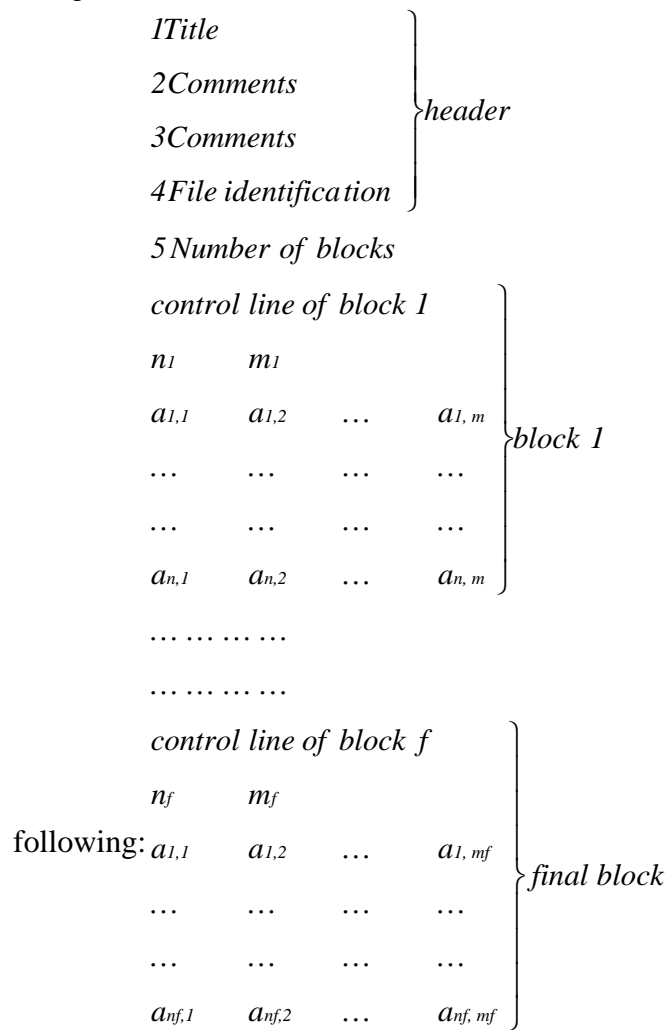 1Title
2Comments
3Comments
4File identification
header
5 Number of blocks
control line of block 1
n1 m1
a1,1 a1,2 … a1, m
… … … …
block 1
… … … …
an,1 an,2 … an, m
… … … …
… … … …
control line of block f
nf mf
following: a1,1 a1,2 … a1, mf
final block
… … … …
… … … …
anf,1 anf,2 … anf, mf